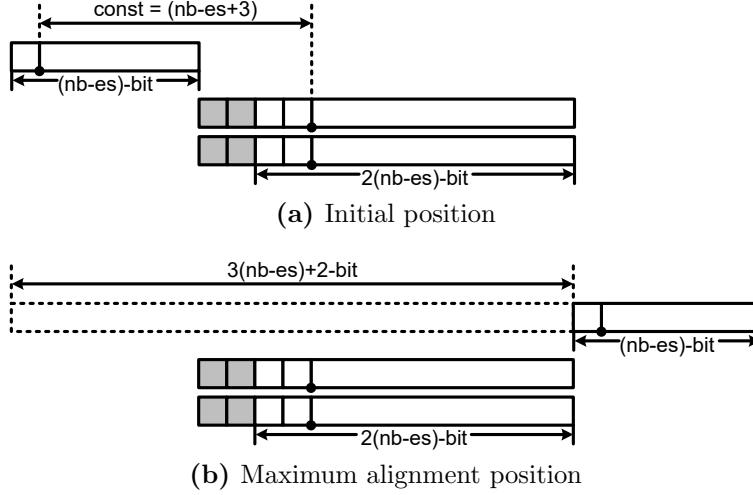 const = (nb-es+3)
(nb-es)-bit
2(nb-es)-bit
(a) Initial position
3(nb-es)+2-bit
(nb-es)-bit
2(nb-es)-bit
(b) Maximum alignment position